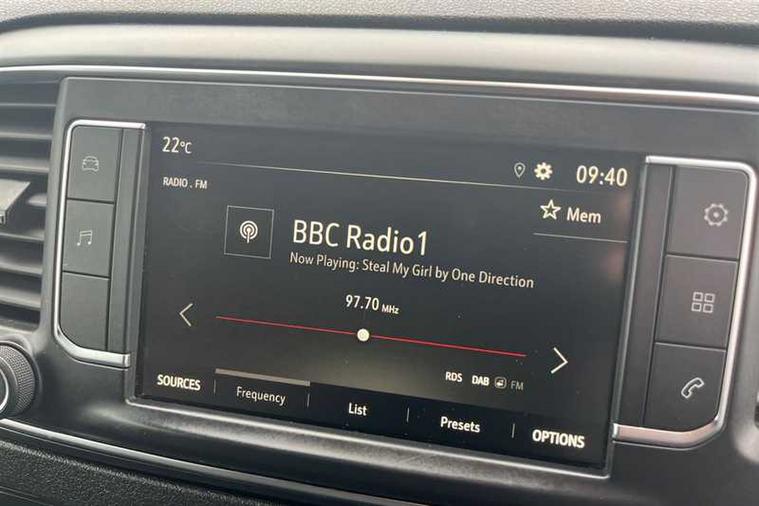 22°C
09:40
RADIO . FM
Mem
BBC Radio1
Now Playing: Steal My Girl by One Direction
97.70 MHz
RDS DAB FM
SOURCES Frequency List Presets OPTIONS